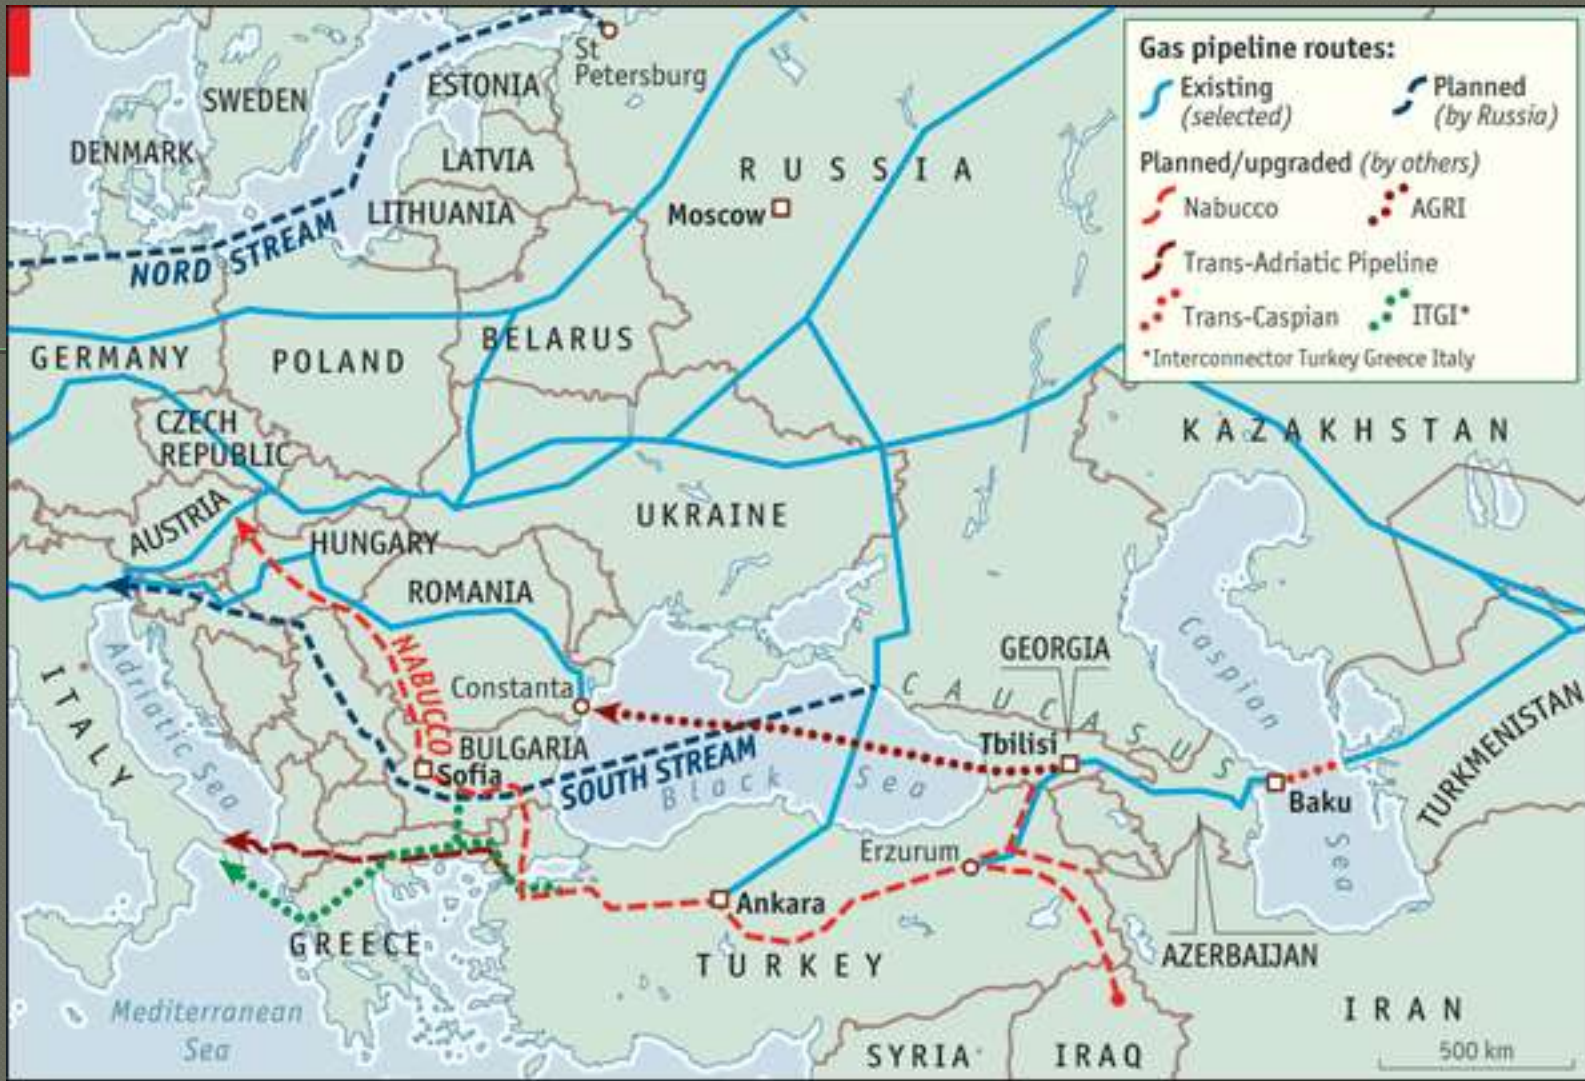 Gas pipeline routes:
Existing
(selected)
Planned
(by Russia)
Planned/upgraded (by others)
Nabucco
AGRI
Trans-Adriatic Pipeline
Trans-Caspian
ITGI*
*Interconnector Turkey Greece Italy
St
Petersburg
SWEDEN
ESTONIA
DENMARK
LATVIA
RUSSIA
LITHUANIA
Moscow
NORD STREAM
BELARUS
GERMANY
POLAND
CZECH
REPUBLIC
KAZAKHSTAN
AUSTRIA
UKRAINE
HUNGARY
ROMANIA
GEORGIA
Caspian
Sea
ITALY
Adriatic Sea
NABUCCO
Constanta
CAUCASUS
TURKMENISTAN
BULGARIA
Sofia
SOUTH STREAM
Black Sea
Tbilisi
Baku
Erzurum
Ankara
GREECE
TURKEY
AZERBAIJAN
Mediterranean
Sea
IRAN
SYRIA
IRAQ
500 km